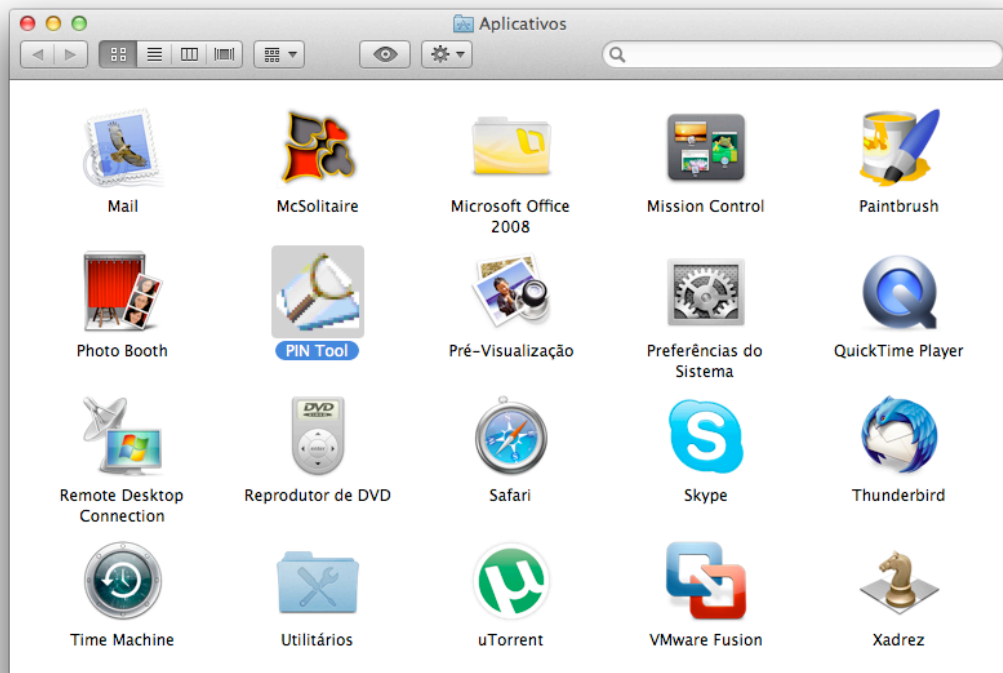 Aplicativos
Mail
McSolitaire
Microsoft Office
2008
Mission Control
Paintbrush
Photo Booth
PIN Tool
Pré-Visualização
Preferências do
Sistema
QuickTime Player
Remote Desktop
Connection
DVD
Reprodutor de DVD
Safari
Skype
Thunderbird
Time Machine
Utilitários
uTorrent
VMware Fusion
Xadrez